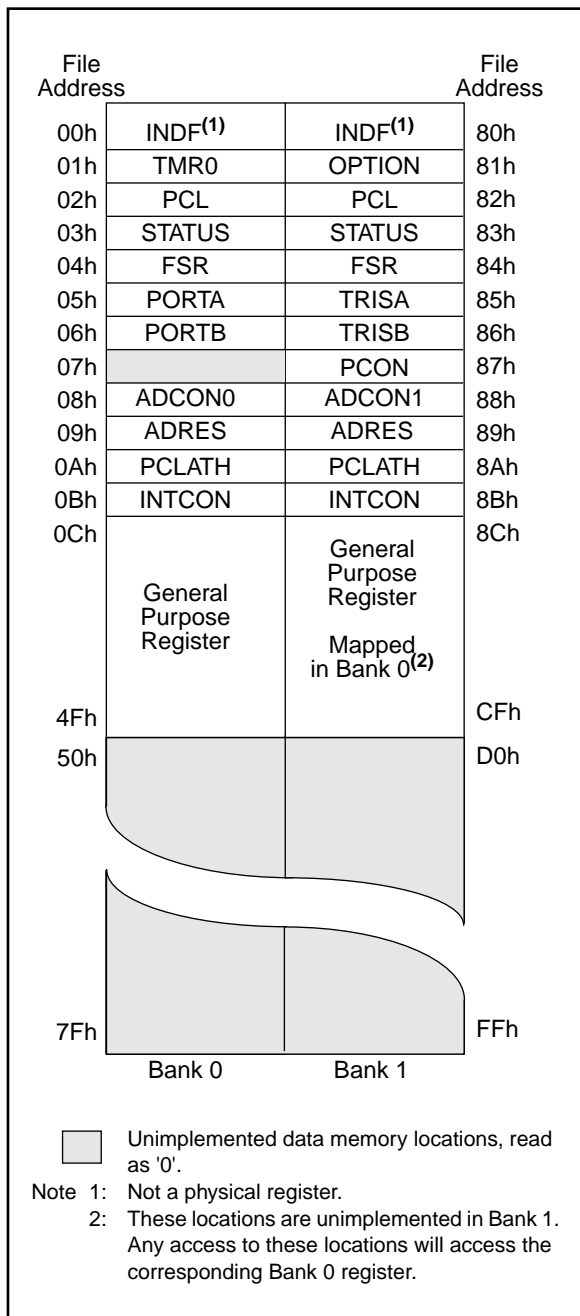 File Address File Address
00h INDF(1) INDF(1) 80h
01h TMR0 OPTION 81h
02h PCL PCL 82h
03h STATUS STATUS 83h
04h FSR FSR 84h
05h PORTA TRISA 85h
06h PORTB TRISB 86h
07h PCON 87h
08h ADCON0 ADCON1 88h
09h ADRES ADRES 89h
0Ah PCLATH PCLATH 8Ah
0Bh INTCON INTCON 8Bh
0Ch 8Ch
General
Purpose
Register
General
Purpose
Register
Mapped
in Bank 0(2)
4Fh CFh
50h D0h
7Fh FFh
Bank 0 Bank 1
Unimplemented data memory locations, read
as '0'.
Note 1: Not a physical register.
2: These locations are unimplemented in Bank 1.
Any access to these locations will access the
corresponding Bank 0 register.